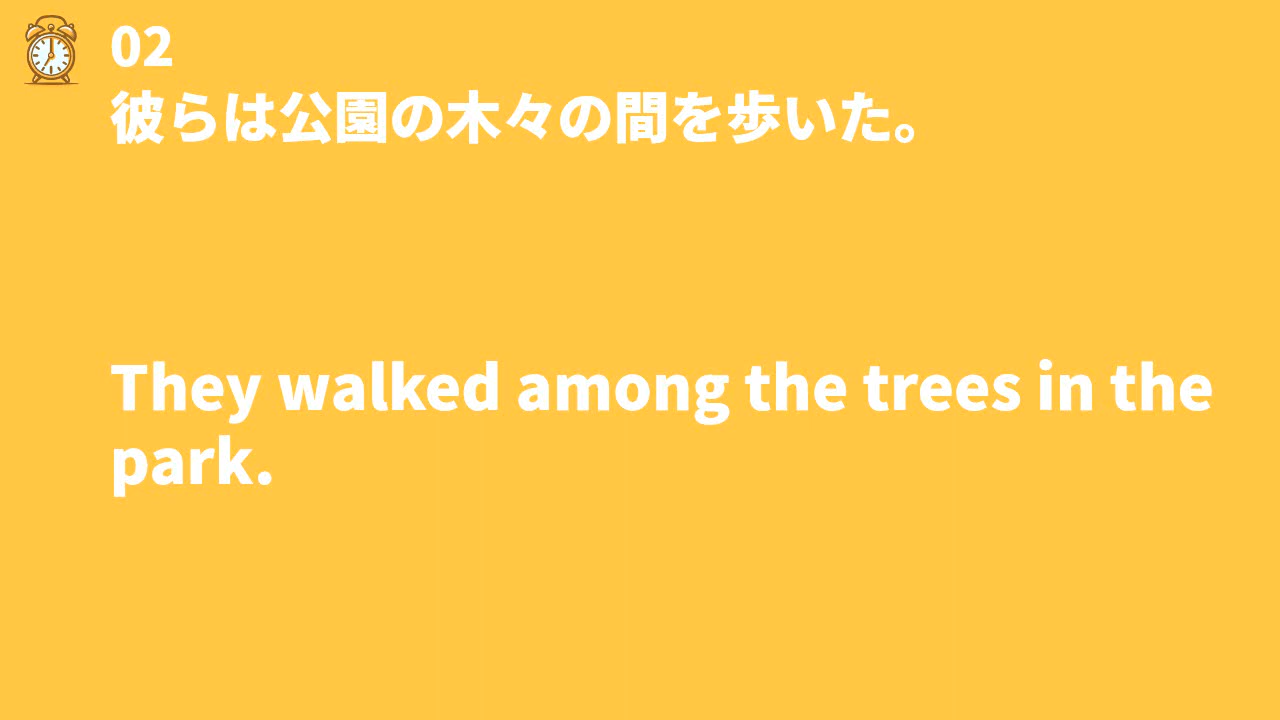 02
彼らは公園の木々の間を歩いた。
They walked among the trees in the
park.